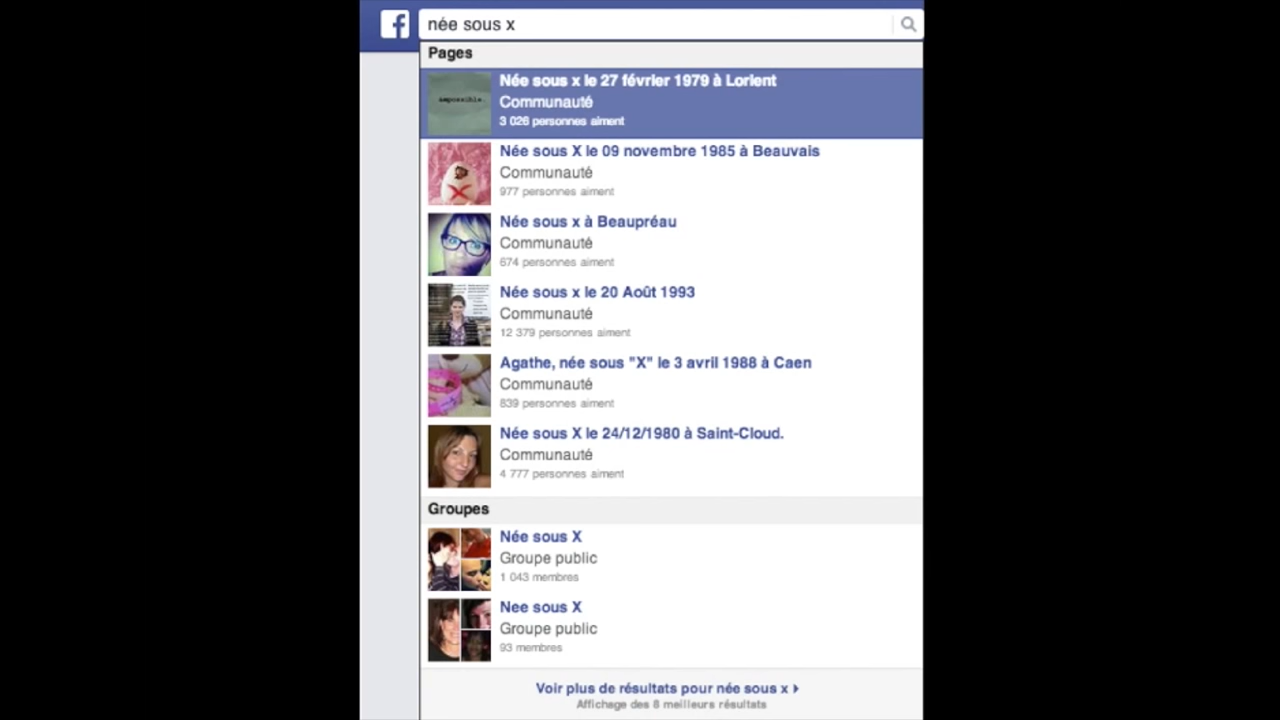 née sous x
Pages
Née sous x le 27 février 1979 à Lorient
Communauté
3 026 personnes aiment
impossible.
Née sous X le 09 novembre 1985 à Beauvais
Communauté
977 personnes aiment
Née sous x à Beaupréau
Communauté
674 personnes aiment
Née sous x le 20 Août 1993
Communauté
12 379 personnes aiment
Agathe, née sous "X" le 3 avril 1988 à Caen
Communauté
839 personnes aiment
Née sous X le 24/12/1980 à Saint-Cloud.
Communauté
4 777 personnes aiment
Groupes
Née sous X
Groupe public
1 043 membres
Nee sous X
Groupe public
93 membres
Voir plus de résultats pour née sous x
Affichage des 8 meilleurs résultats